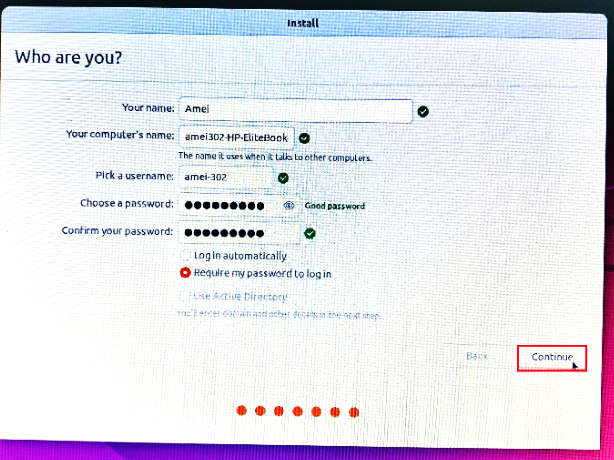 Install
Who are you?
Your name: Amei
Your computer's name: amei302-HP-EliteBook
The name it uses when it talks to other computers.
Pick a username: amei-302
Choose a password: ●●●●●●●●● Good password
Confirm your password: ●●●●●●●●●
Log in automatically
Require my password to log in
Use Active Directory
You'll enter domain and other details in the next step.
Back Continue